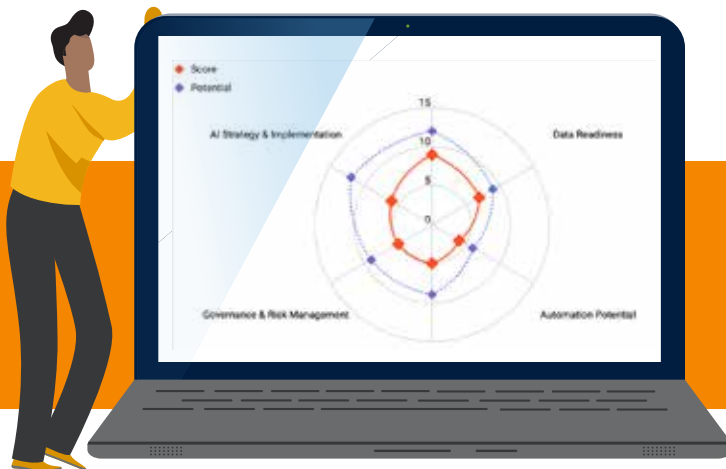 Score
Potential
15
AI Strategy & Implementation
Data Readiness
10
5
0
Governance & Risk Management
Automation Potential